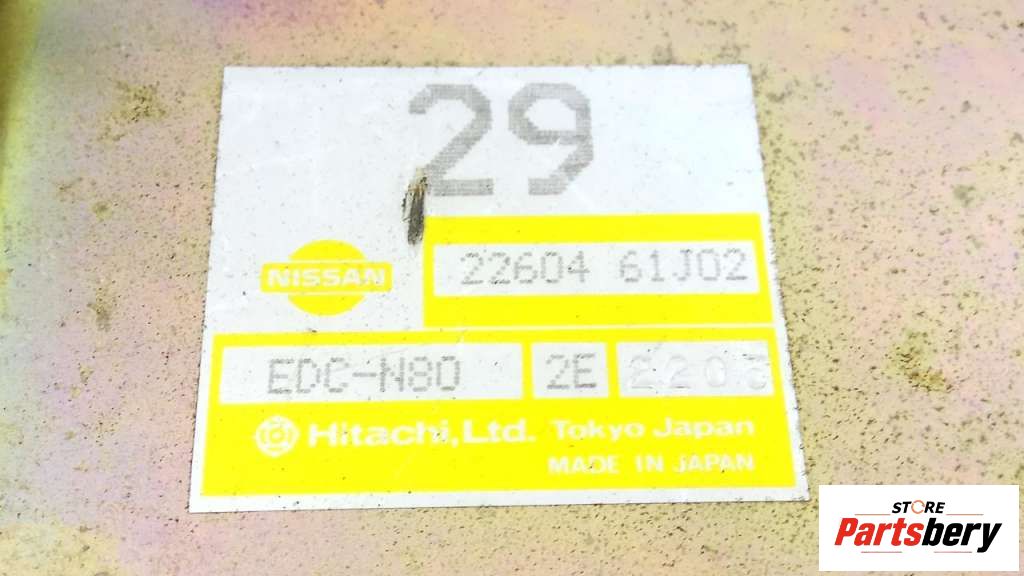 29
NISSAN
22604 61J02
EDC-N80 2E
Hitachi, Ltd. Tokyo Japan
MADE IN JAPAN
STORE
Partsbery